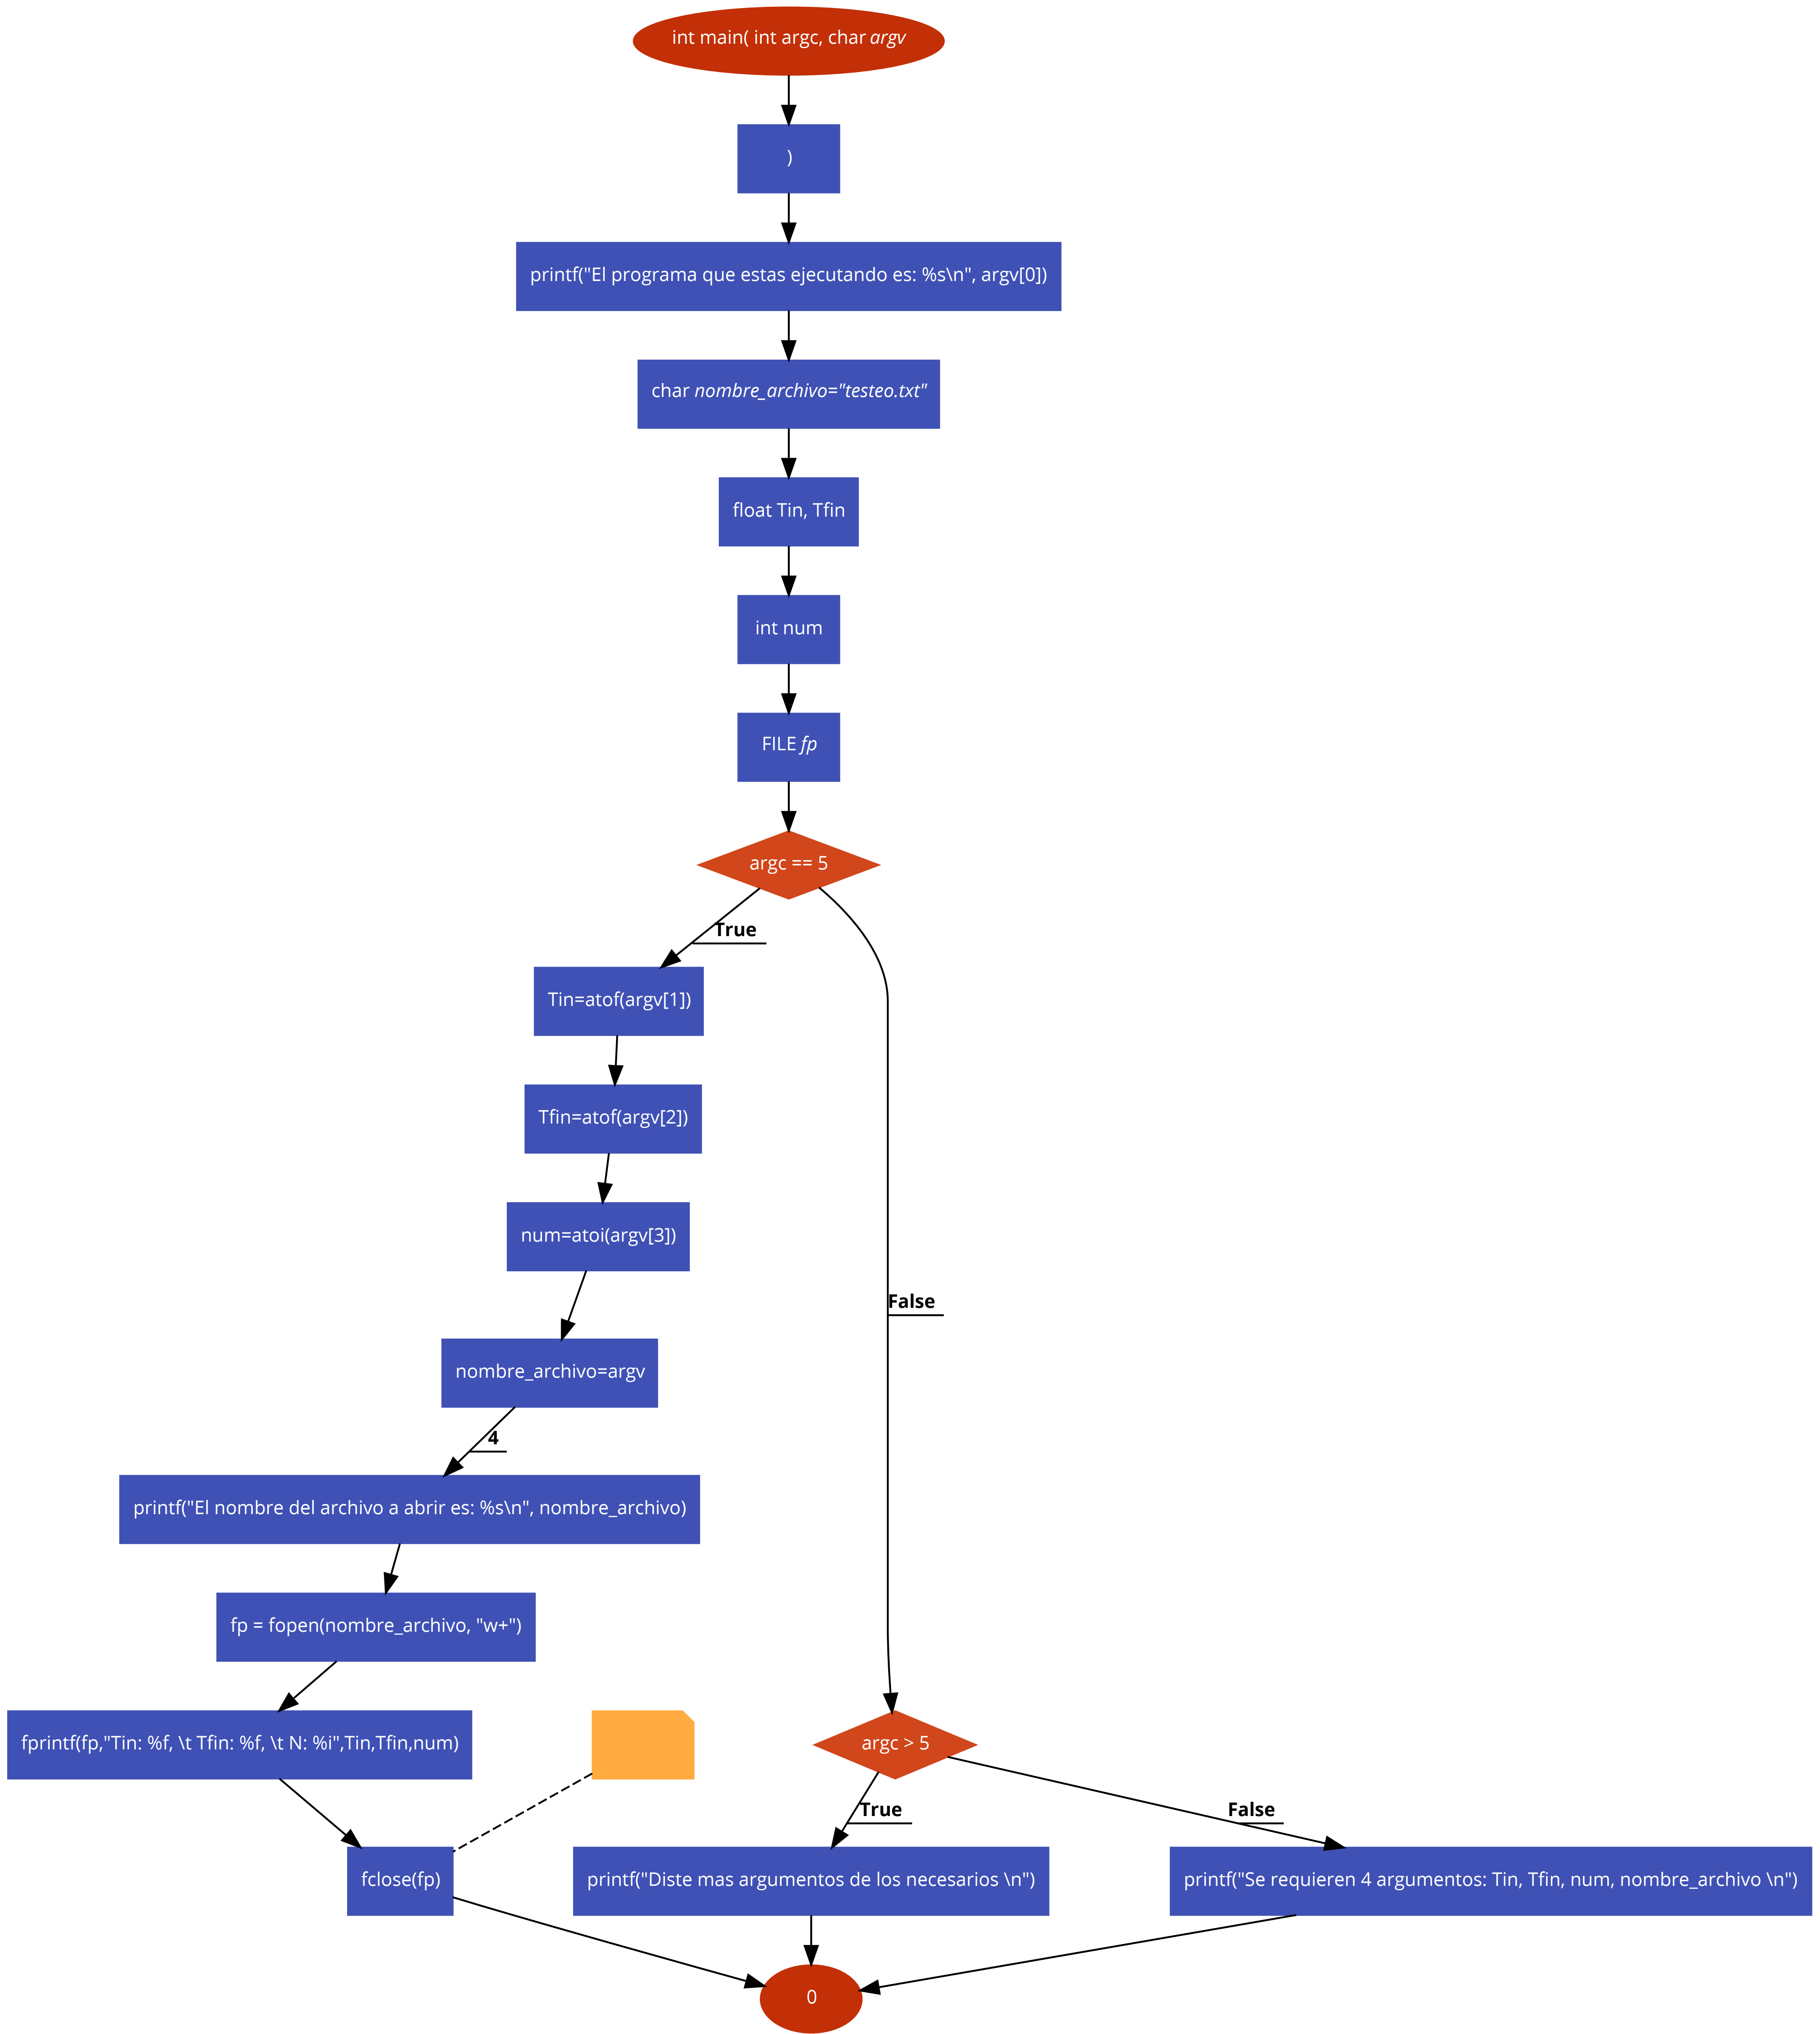 int main( int argc, char argv
)
printf("El programa que estas ejecutando es: %s\n", argv[0])
char nombre_archivo="testeo.txt"
float Tin, Tfin
int num
FILE fp
argc == 5
True
Tin=atof(argv[1])
Tfin=atof(argv[2])
num=atoi(argv[3])
False
nombre_archivo=argv
4
printf("El nombre del archivo a abrir es: %s\n", nombre_archivo)
fp = fopen(nombre_archivo, "w+")
fprintf(fp,"Tin: %f, \t Tfin: %f, \t N: %i",Tin,Tfin,num)
argc > 5
True
False
fclose(fp)
printf("Diste mas argumentos de los necesarios \n")
printf("Se requieren 4 argumentos: Tin, Tfin, num, nombre_archivo \n")
0